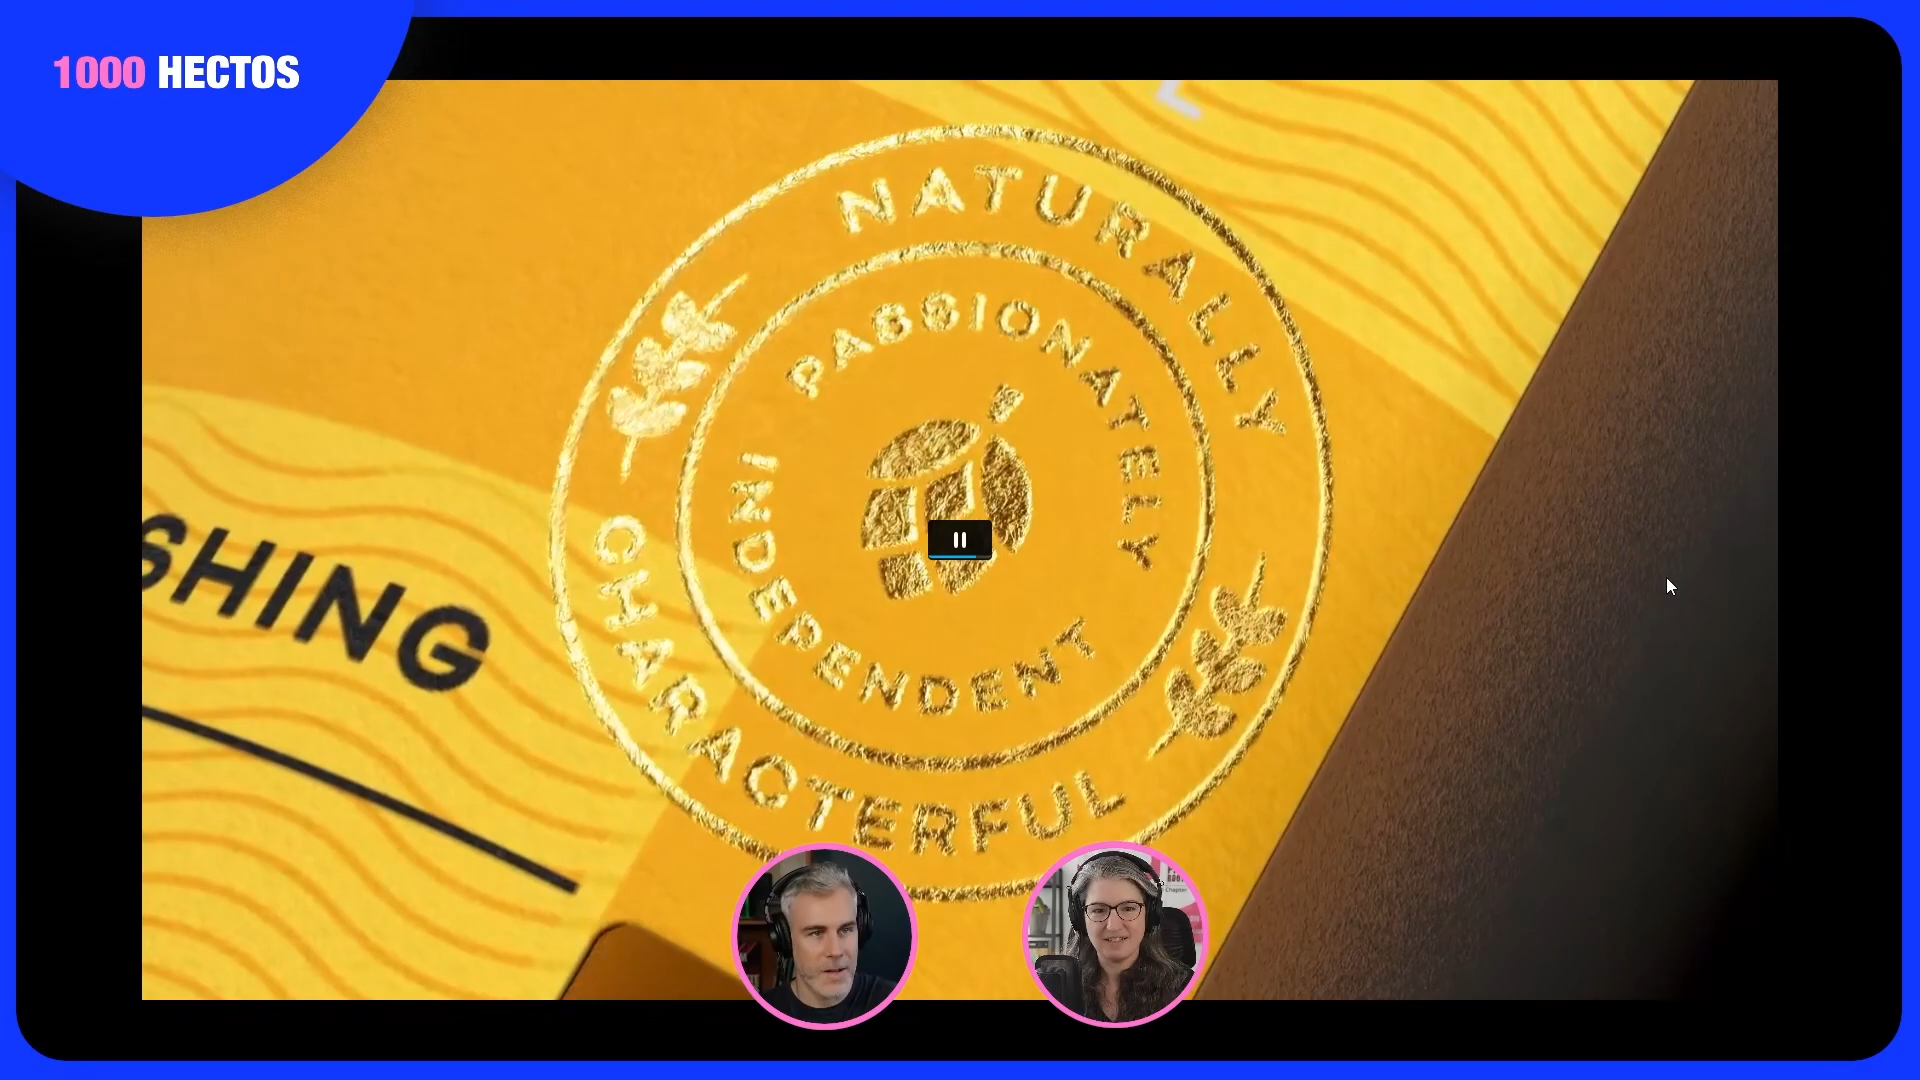 1000 HECTOS
NATURALLY
PASSIONATELY
INDEPENDENT
CHARACTERFUL
SHING